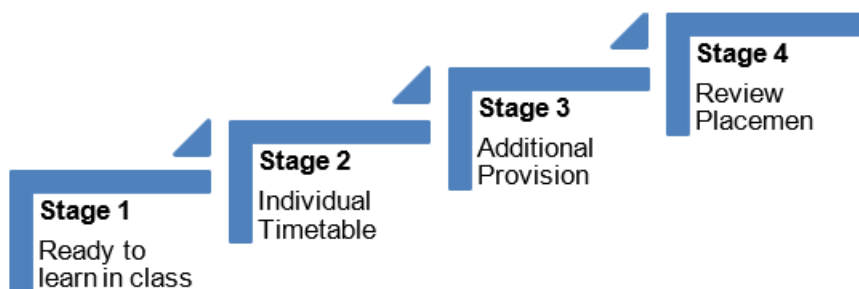 Stage 1
Ready to
learn in class
Stage 2
Individual
Timetable
Stage 3
Additional
Provision
Stage 4
Review
Placemen